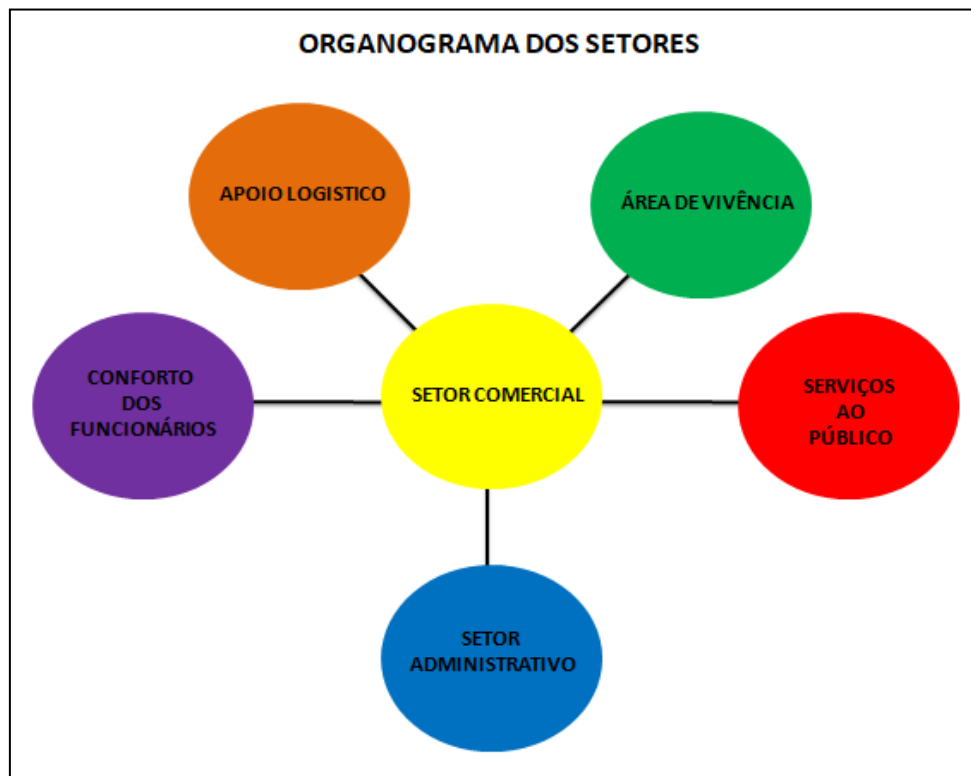 ORGANOGRAMA DOS SETORES
APOIO LOGISTICO
ÁREA DE VIVÊNCIA
CONFORTO
DOS
FUNCIONÁRIOS
SETOR COMERCIAL
SERVIÇOS
AO
PÚBLICO
SETOR
ADMINISTRATIVO